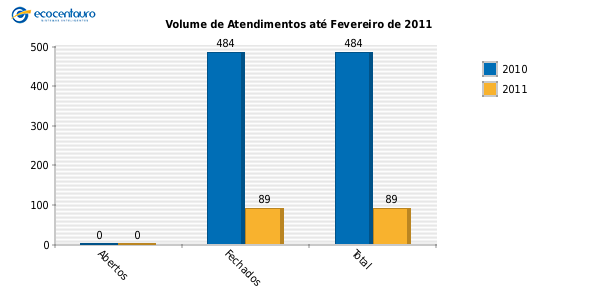 ecocentauro
Volume de Atendimentos até Fevereiro de 2011
500
400
300
200
100
0
0
0
484
89
484
89
Abertos
Fechados
Total
2010
2011